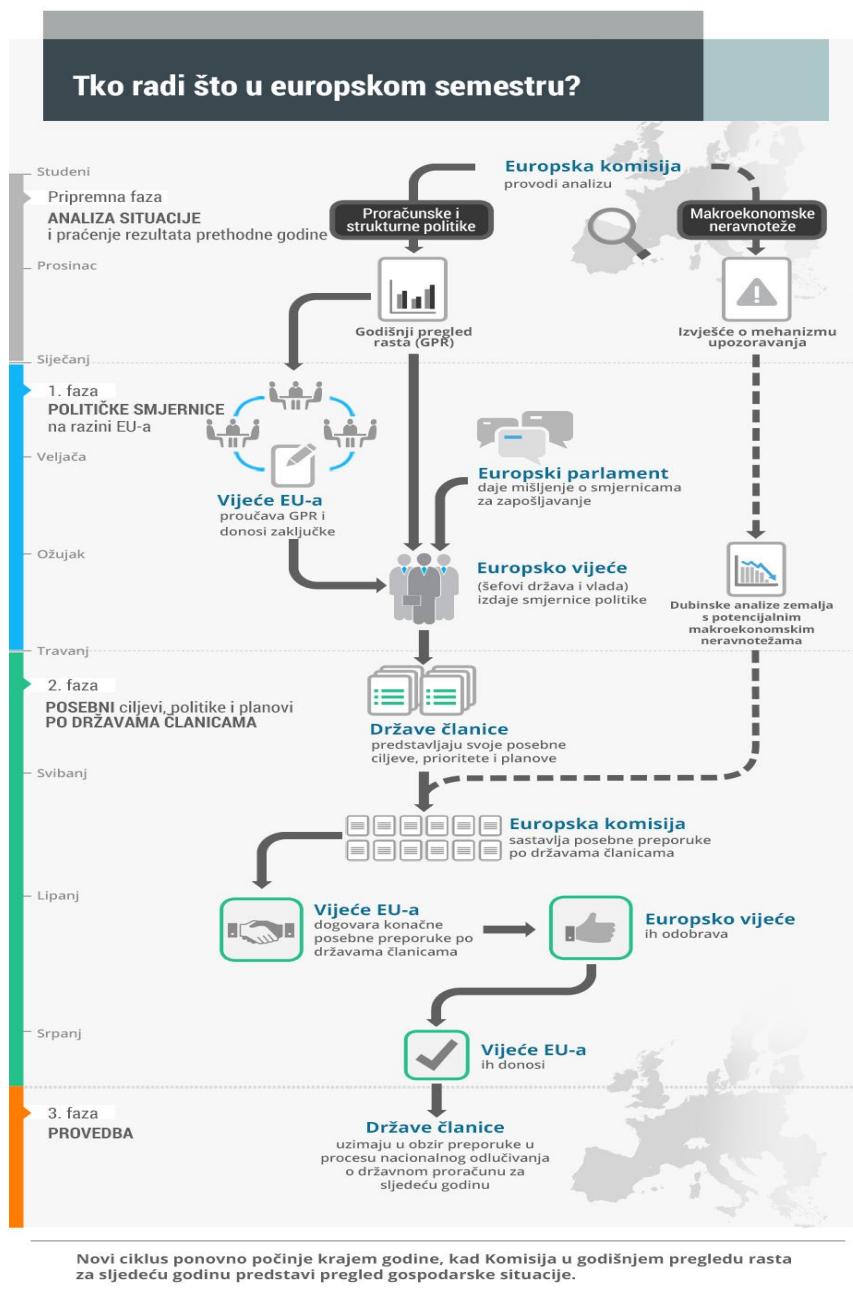 Tko radi što u europskom semestru?
Studeni
Pripremna faza
ANALIZA SITUACIJE
i praćenje rezultata prethodne godine
Europska komisija
provodi analizu
Proračunske i
strukturne politike
Makroekonomske
neravnoteže
Prosinac
Godišnji pregled
rasta (GPR)
Izvješće o mehanizmu
upozoravanja
Siječanj
1. faza
POLITIČKE SMJERNICE
na razini EU-a
Veljača
Vijeće EU-a
proučava GPR i
donosi zaključke
Europski parlament
daje mišljenje o smjernicama
za zapošljavanje
Ožujak
Europsko vijeće
(šefovi država i vlada)
izdaje smjernice politike
Dubinske analize zemalja
s potencijalnim
makroekonomskim
neravnotežama
Travanj
2. faza
POSEBNI ciljevi, politike i planovi
PO DRŽAVAMA ČLANICAMA
Države članice
predstavljaju svoje posebne
ciljeve, prioritete i planove
Svibanj
Europska komisija
sastavlja posebne preporuke
po državama članicama
Lipanj
Vijeće EU-a
dogovara konačne
posebne preporuke po
državama članicama
Europsko vijeće
ih odobrava
Srpanj
Vijeće EU-a
ih donosi
3. faza
PROVEDBA
Države članice
uzimaju u obzir preporuke u
procesu nacionalnog odlučivanja
o državnom proračunu za
sljedeću godinu
Novi ciklus ponovno počinje krajem godine, kad Komisija u godišnjem pregledu rasta
za sljedeću godinu predstavi pregled gospodarske situacije.